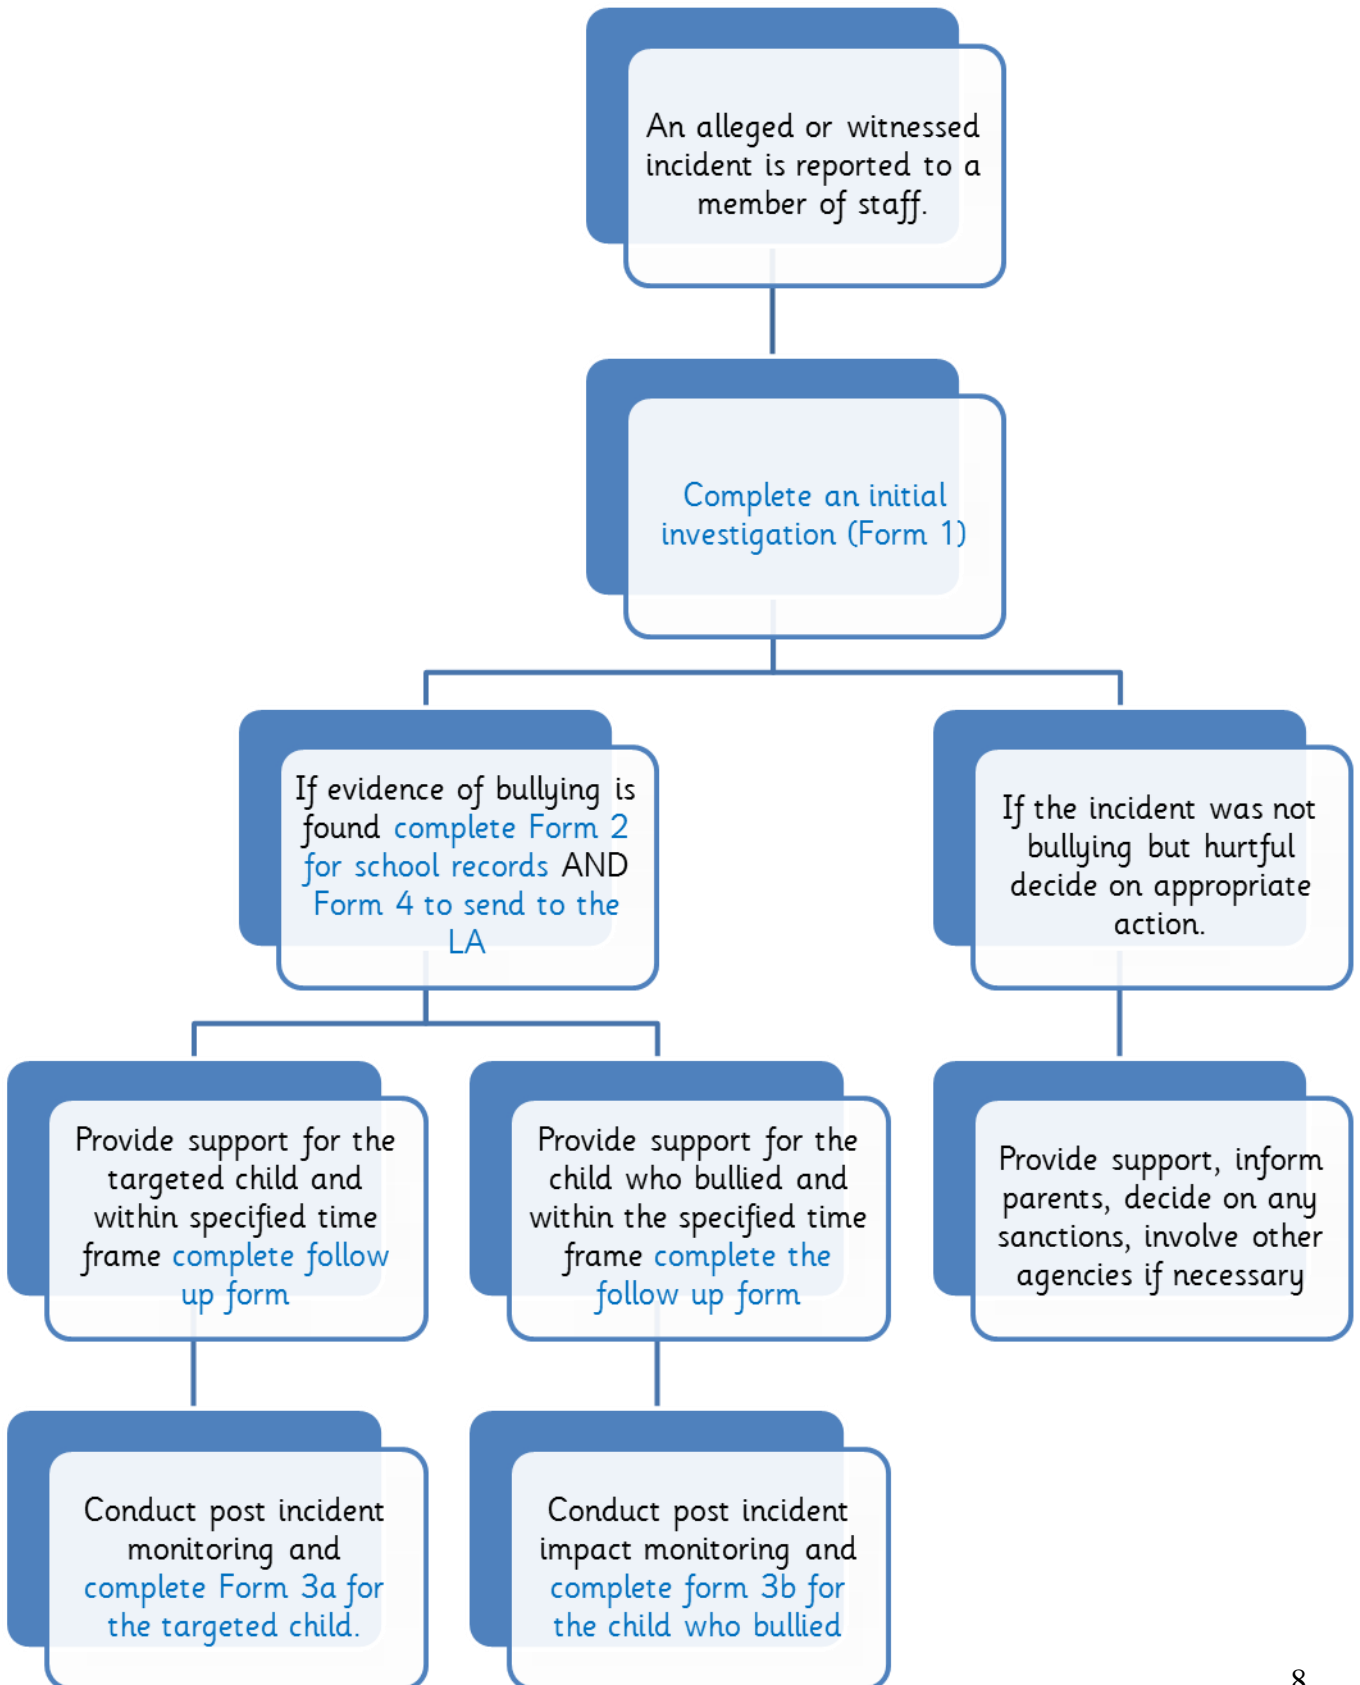 An alleged or witnessed
incident is reported to a
member of staff.
Complete an initial
investigation (Form 1)
If evidence of bullying is
found complete Form 2
for school records AND
Form 4 to send to the
LA
If the incident was not
bullying but hurtful
decide on appropriate
action.
Provide support for the
targeted child and
within specified time
frame complete follow
up form
Provide support for the
child who bullied and
within the specified time
frame complete the
follow up form
Provide support, inform
parents, decide on any
sanctions, involve other
agencies if necessary
Conduct post incident
monitoring and
complete Form 3a for
the targeted child.
Conduct post incident
impact monitoring and
complete form 3b for
the child who bullied
8